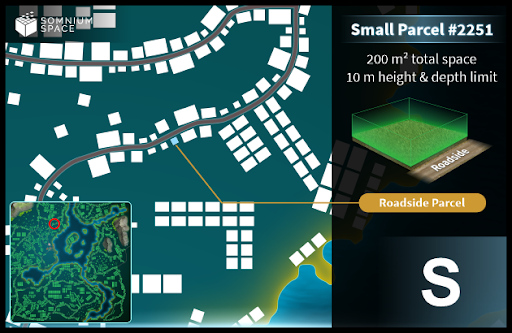 SOMNIUM
SPACE
Small Parcel #2251
200 m² total space
10 m height & depth limit
Roadside
Roadside Parcel
S